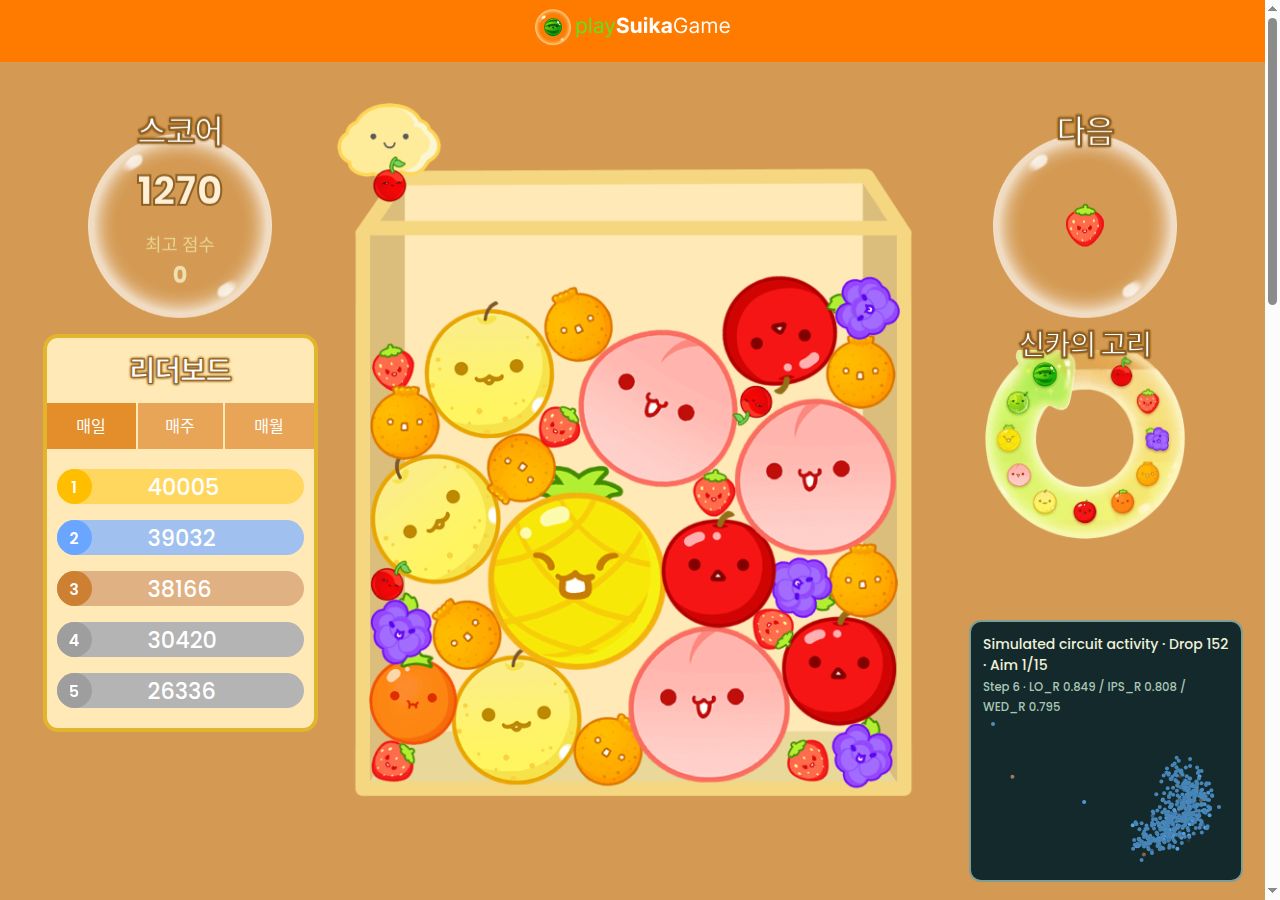 playSuikaGame
스코어
1270
최고 점수
0
다음
신카의 고리
리더보드
매일 매주 매월
1 40005
2 39032
3 38166
4 30420
5 26336
Simulated circuit activity · Drop 152
· Aim 1/15
Step 6 · LO_R 0.849 / IPS_R 0.808 /
WED_R 0.795